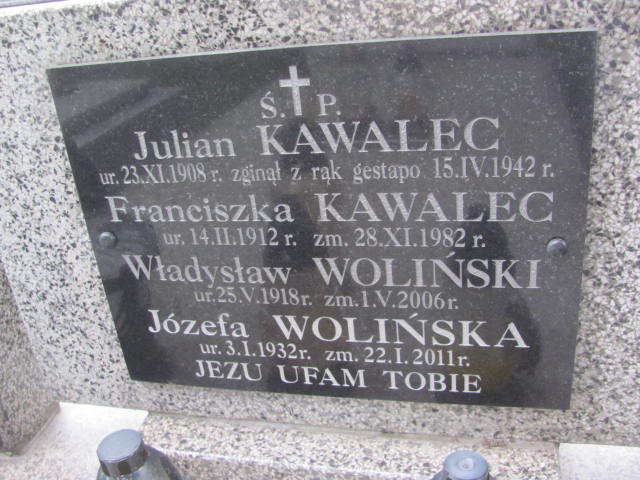 Ś. P.
Julian KAWALEC
ur. 23.XI.1908 r. zginął z rąk gestapo 15.IV.1942 r.
Franciszka KAWALEC
ur. 14.II.1912 r. zm. 28.XI.1982 r.
Władysław WOLIŃSKI
ur. 25.V.1918 r. zm. 1.V.2006 r.
Józefa WOLIŃSKA
ur. 3.I.1932 r. zm. 22.I.2011 r.
JEZU UFAM TOBIE